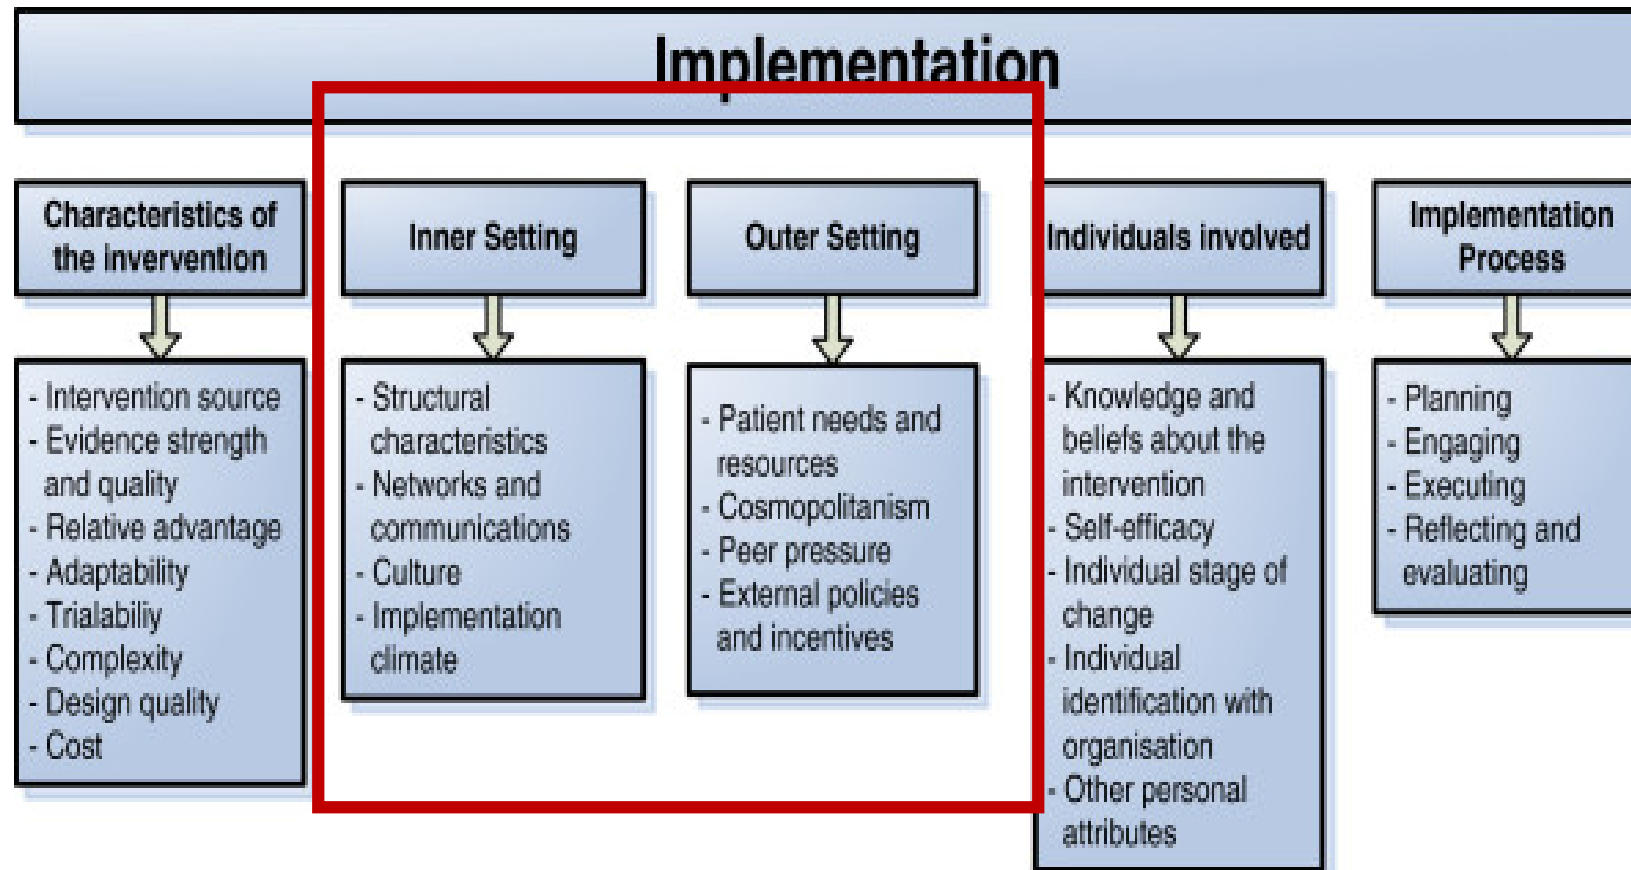 Implementation
Characteristics of
the invervention
- Intervention source
- Evidence strength
and quality
- Relative advantage
- Adaptability
- Trialabiliy
- Complexity
- Design quality
- Cost
Inner Setting
- Structural
characteristics
- Networks and
communications
- Culture
- Implementation
climate
Outer Setting
- Patient needs and
resources
- Cosmopolitanism
- Peer pressure
- External policies
and incentives
Individuals involved
- Knowledge and
beliefs about the
intervention
- Self-efficacy
- Individual stage of
change
- Individual
identification with
organisation
- Other personal
attributes
Implementation
Process
- Planning
- Engaging
- Executing
- Reflecting and
evaluating